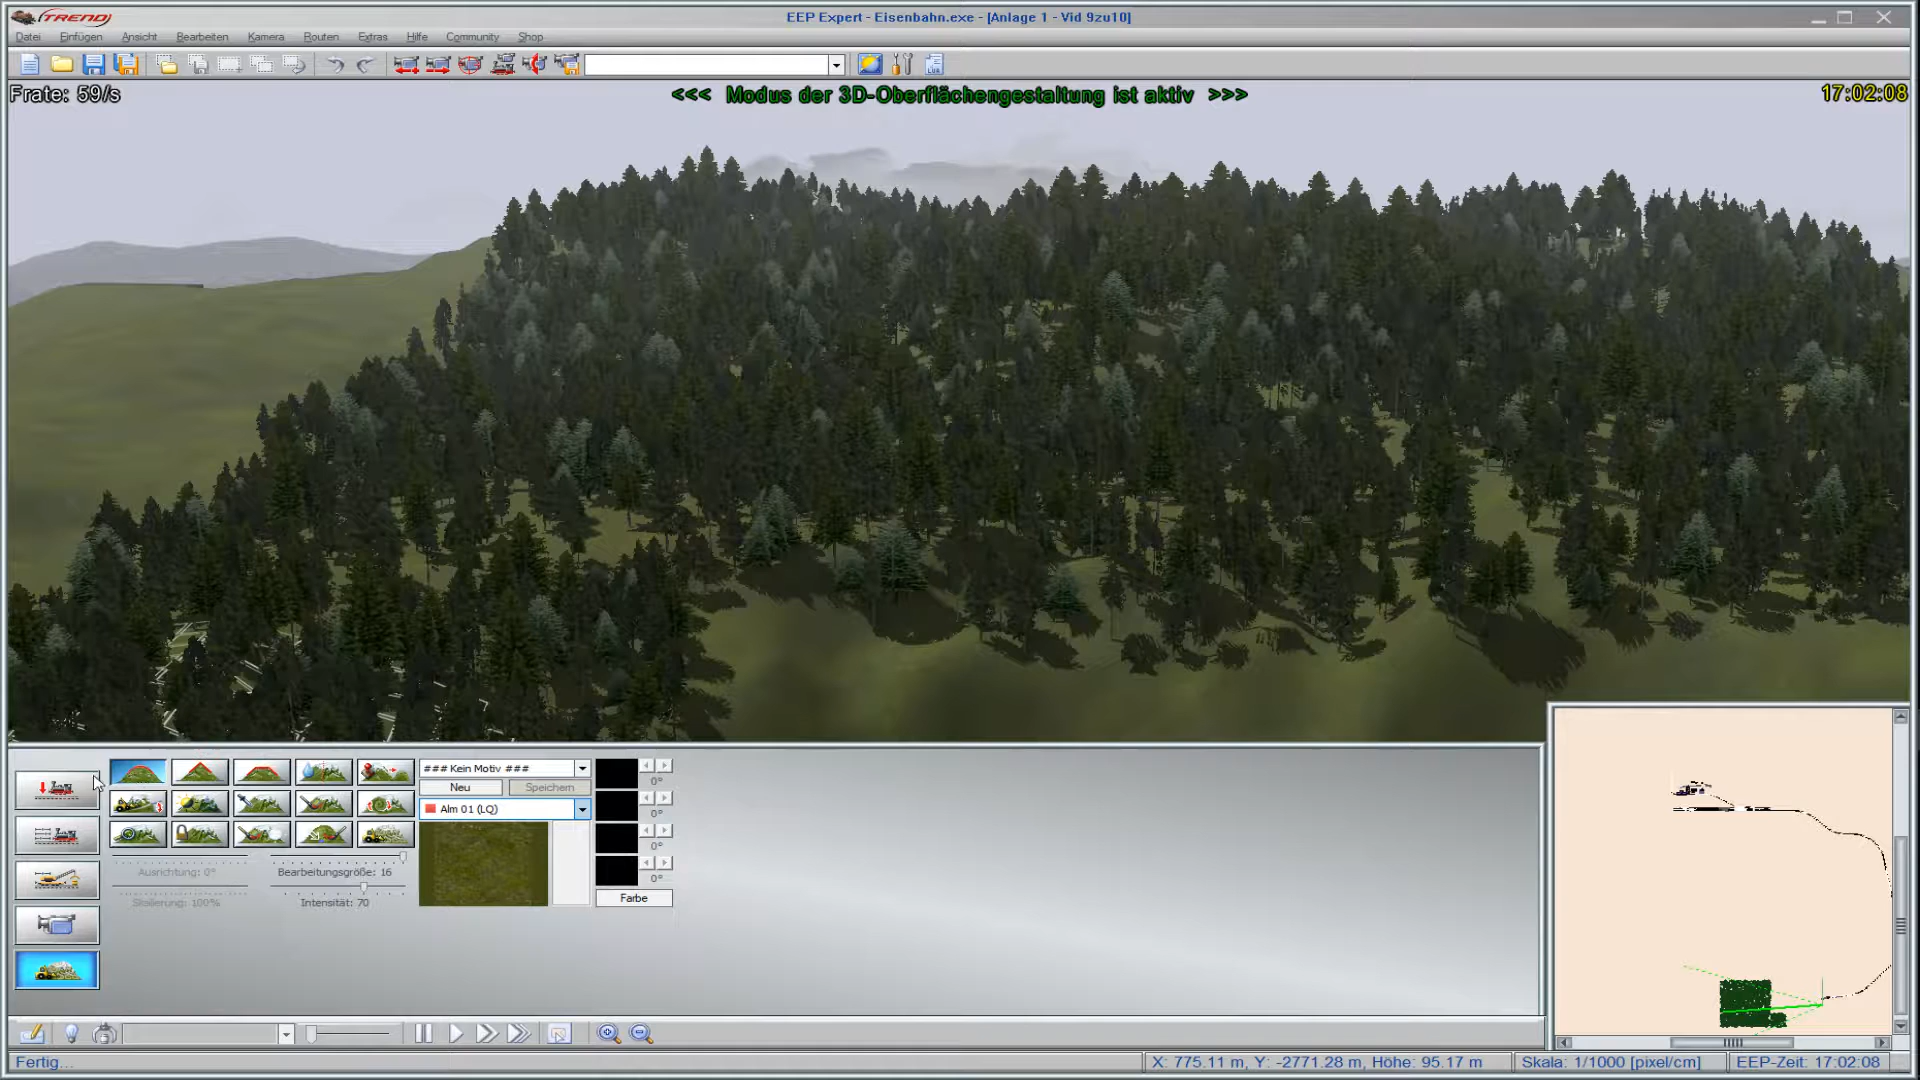 TREND
EEP Expert - Eisenbahn.exe - [Anlage 1 - Vid 9zu10]
Datei Einfügen Ansicht Bearbeiten Kamera Routen Extras Hilfe Community Shop
Frate: 59/s
<<< Modus der 3D-Oberflächengestaltung ist aktiv >>>
17:02:08
### Kein Motiv ###
Neu Speichern
Alm 01 (LQ)
0°
0°
0°
0°
Ausrichtung: 0° Bearbeitungsgröße: 16
Skalierung: 100% Intensität: 70
Farbe
Fertig...
X: 775.11 m, Y: -2771.28 m, Höhe: 95.17 m
Skala: 1/1000 [pixel/cm]
EEP-Zeit: 17:02:08